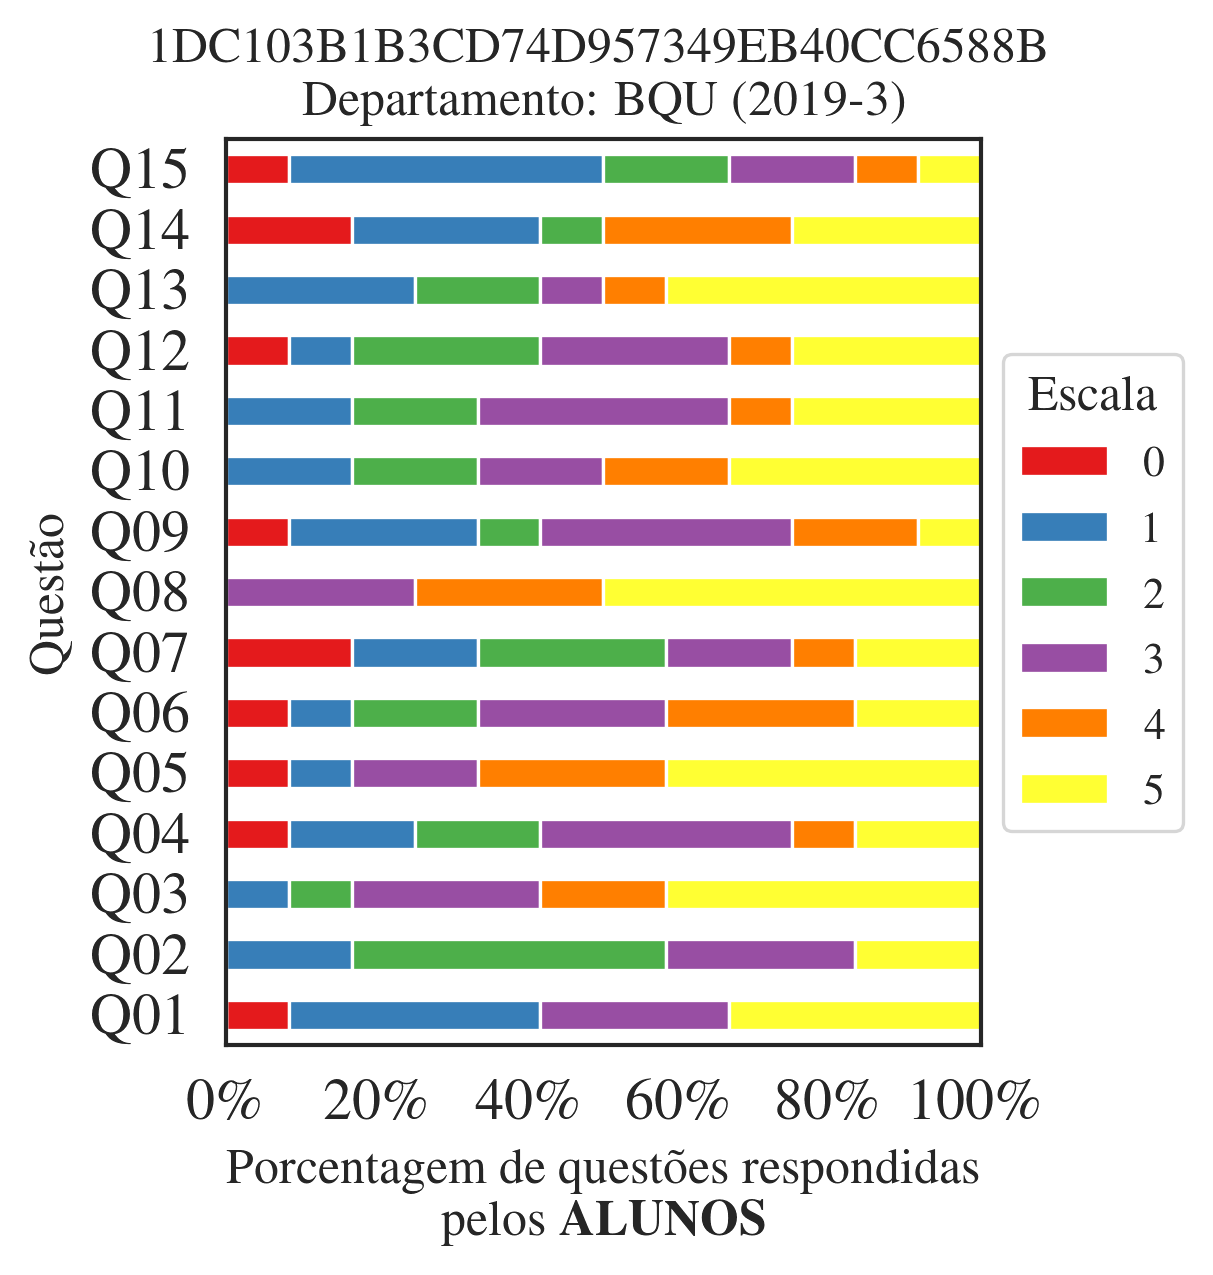 1DC103B1B3CD74D957349EB40CC6588B
Departamento: BQU (2019-3)
Q15
Q14
Q13
Q12
Q11
Q10
Q09
Q08
Q07
Q06
Q05
Q04
Q03
Q02
Q01
Questão
0% 20% 40% 60% 80% 100%
Porcentagem de questões respondidas
pelos ALUNOS
Escala
0
1
2
3
4
5